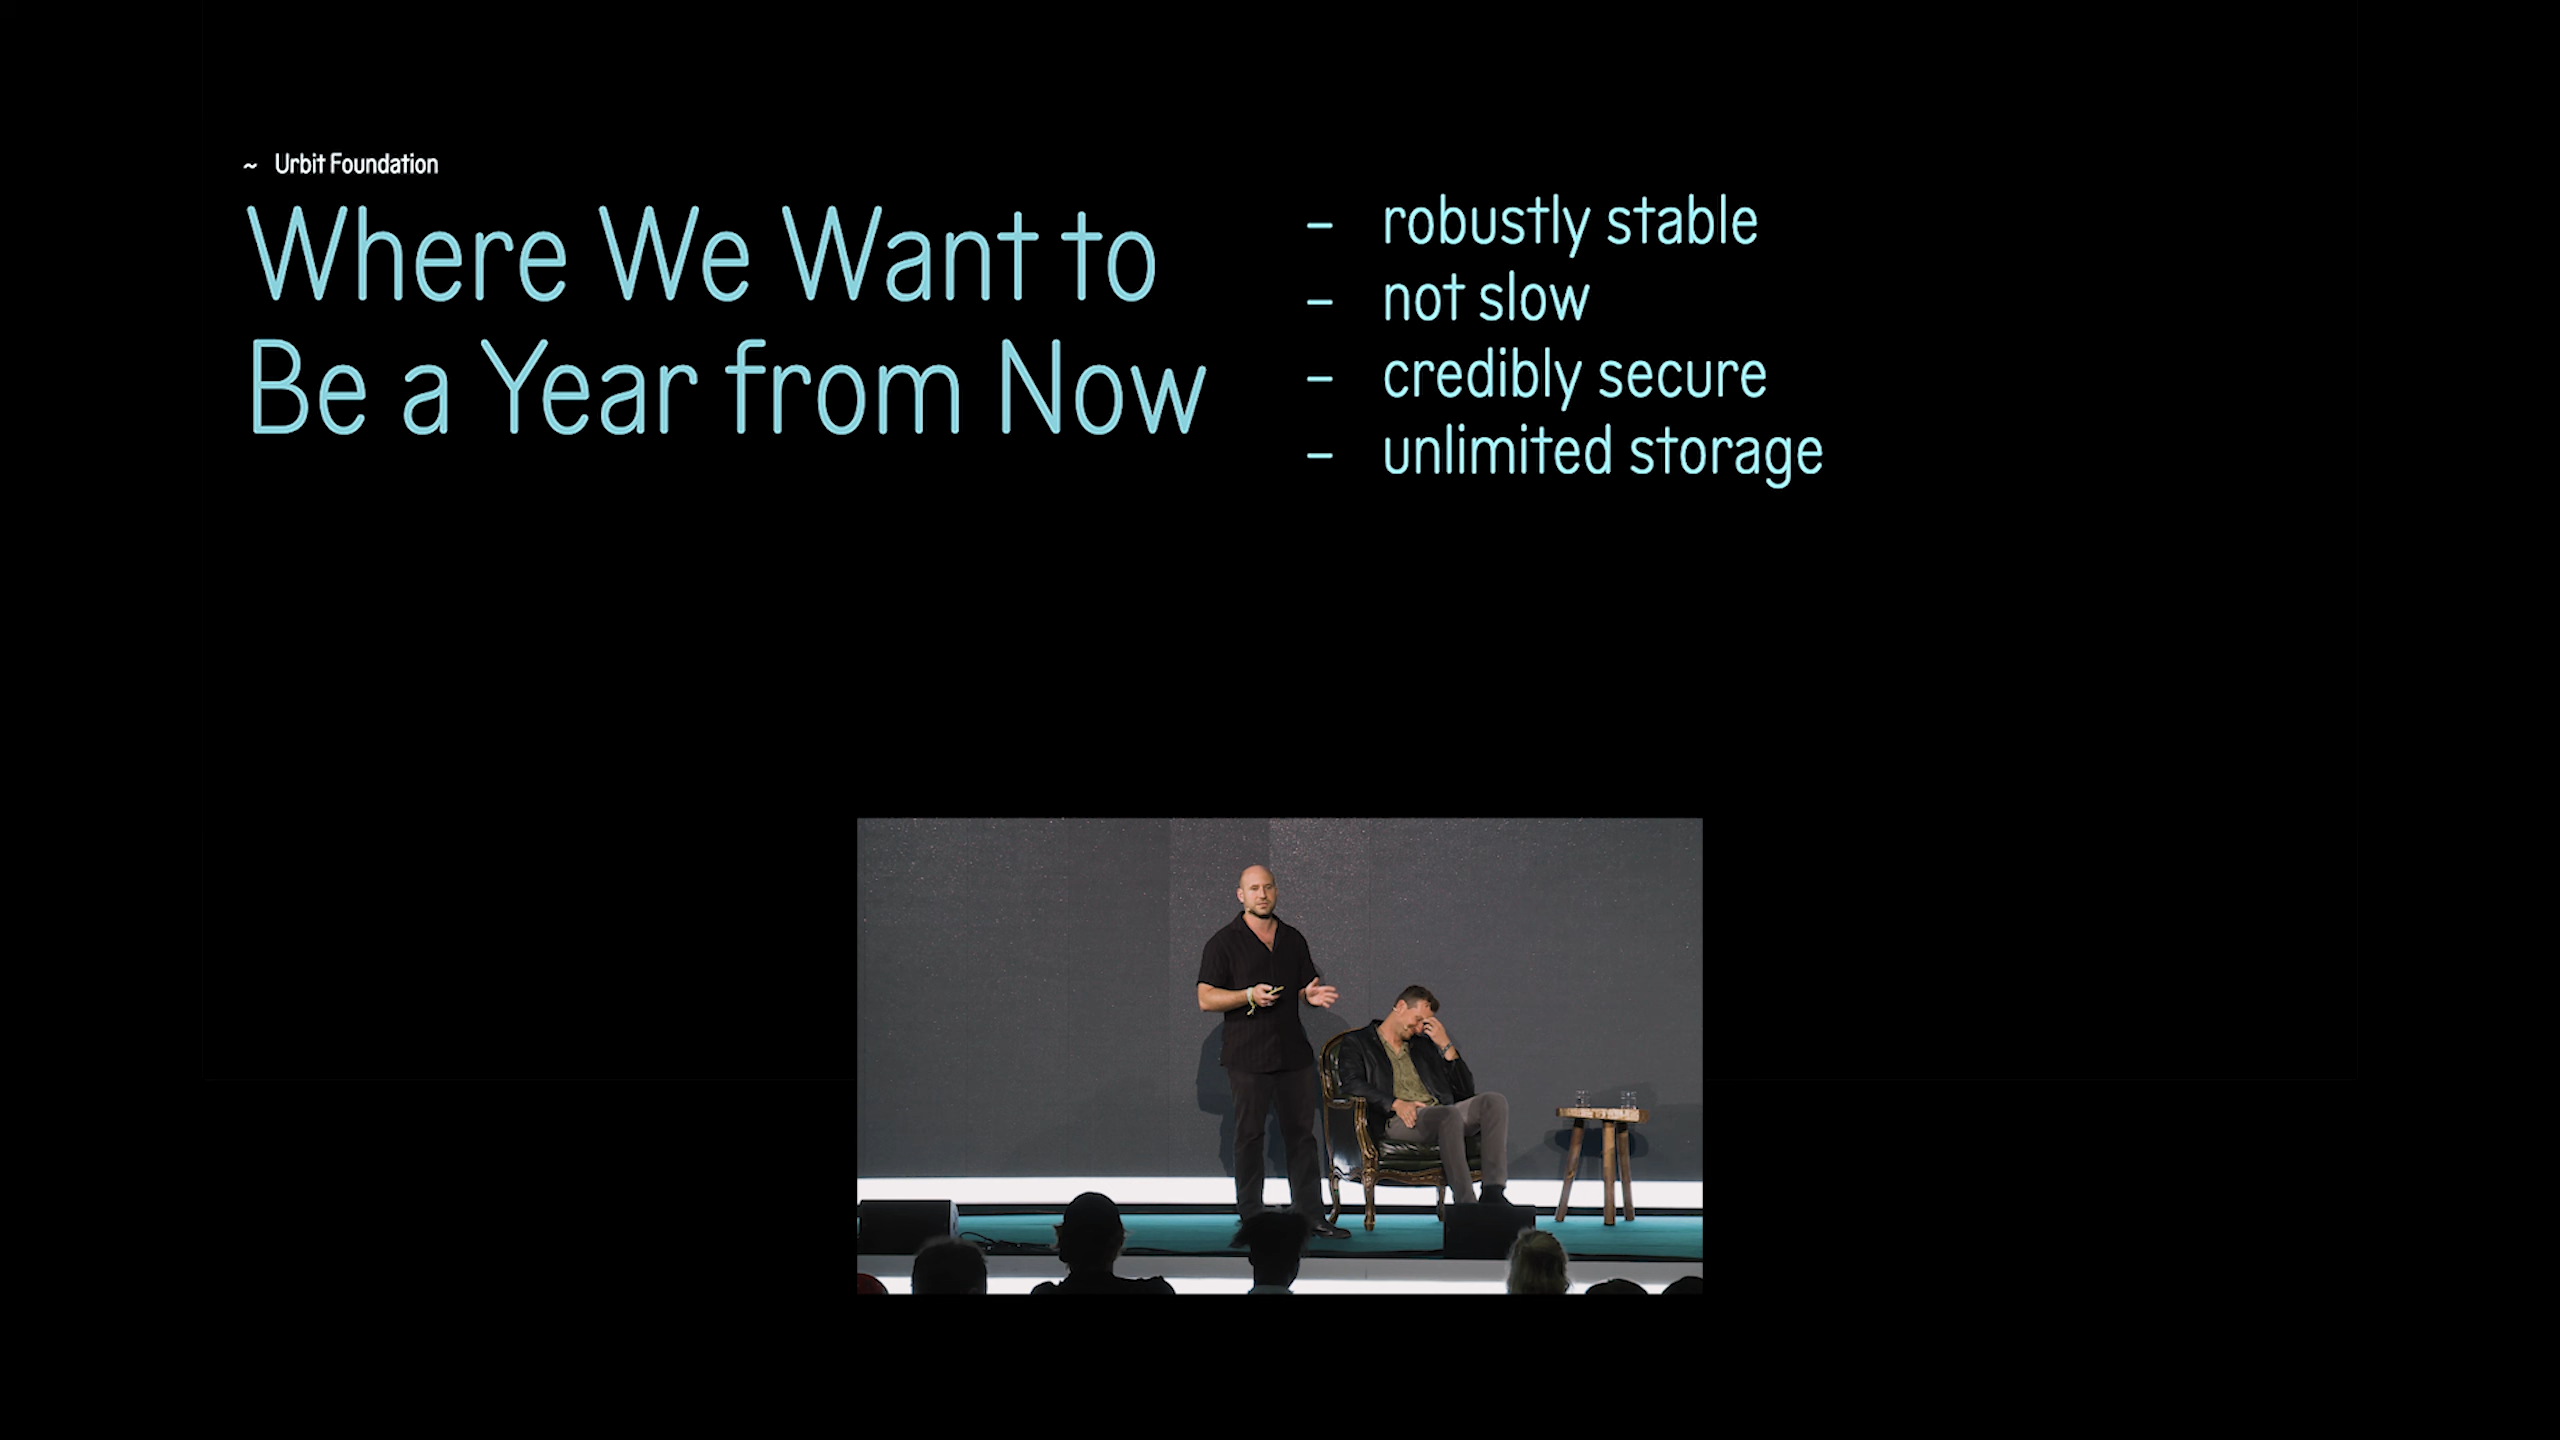 ~ Urbit Foundation
Where We Want to
Be a Year from Now
– robustly stable
– not slow
– credibly secure
– unlimited storage